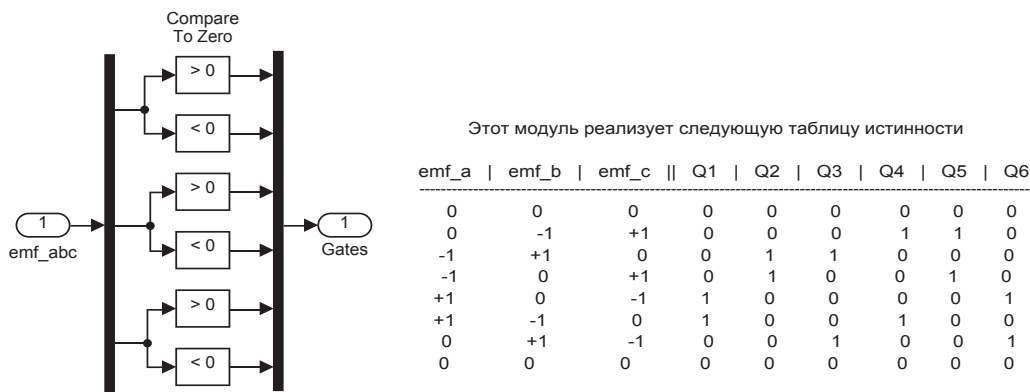 Compare
To Zero
> 0
< 0
> 0
1
emf_abc
< 0
1
Gates
> 0
< 0
Этот модуль реализует следующую таблицу истинности
emf_a | emf_b | emf_c || Q1 | Q2 | Q3 | Q4 | Q5 | Q6
0 0 0 0 0 0 0 0 0
0 -1 +1 0 0 0 1 1 0
-1 +1 0 0 1 1 0 0 0
-1 0 +1 0 1 0 0 1 0
+1 0 -1 1 0 0 0 0 1
+1 -1 0 1 0 0 1 0 0
0 +1 -1 0 0 1 0 0 1
0 0 0 0 0 0 0 0 0